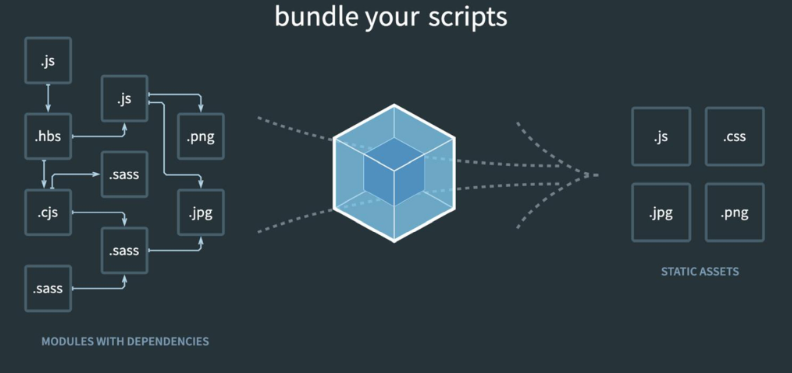 bundle your scripts
.js
.js
.hbs
.png
.sass
.cjs
.jpg
.sass
.sass
MODULES WITH DEPENDENCIES
.js
.css
.jpg
.png
STATIC ASSETS